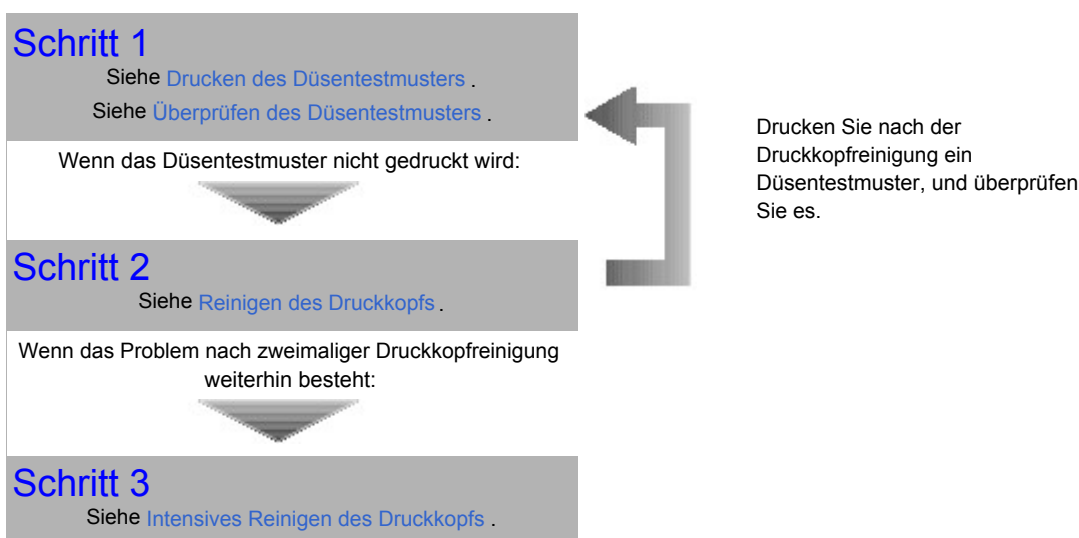 Schritt 1
Siehe Drucken des Düsentestmusters .
Siehe Überprüfen des Düsentestmusters .
Wenn das Düsentestmuster nicht gedruckt wird:
Schritt 2
Siehe Reinigen des Druckkopfs .
Wenn das Problem nach zweimaliger Druckkopfreinigung
weiterhin besteht:
Schritt 3
Siehe Intensives Reinigen des Druckkopfs .
Drucken Sie nach der
Druckkopfreinigung ein
Düsentestmuster, und überprüfen
Sie es.